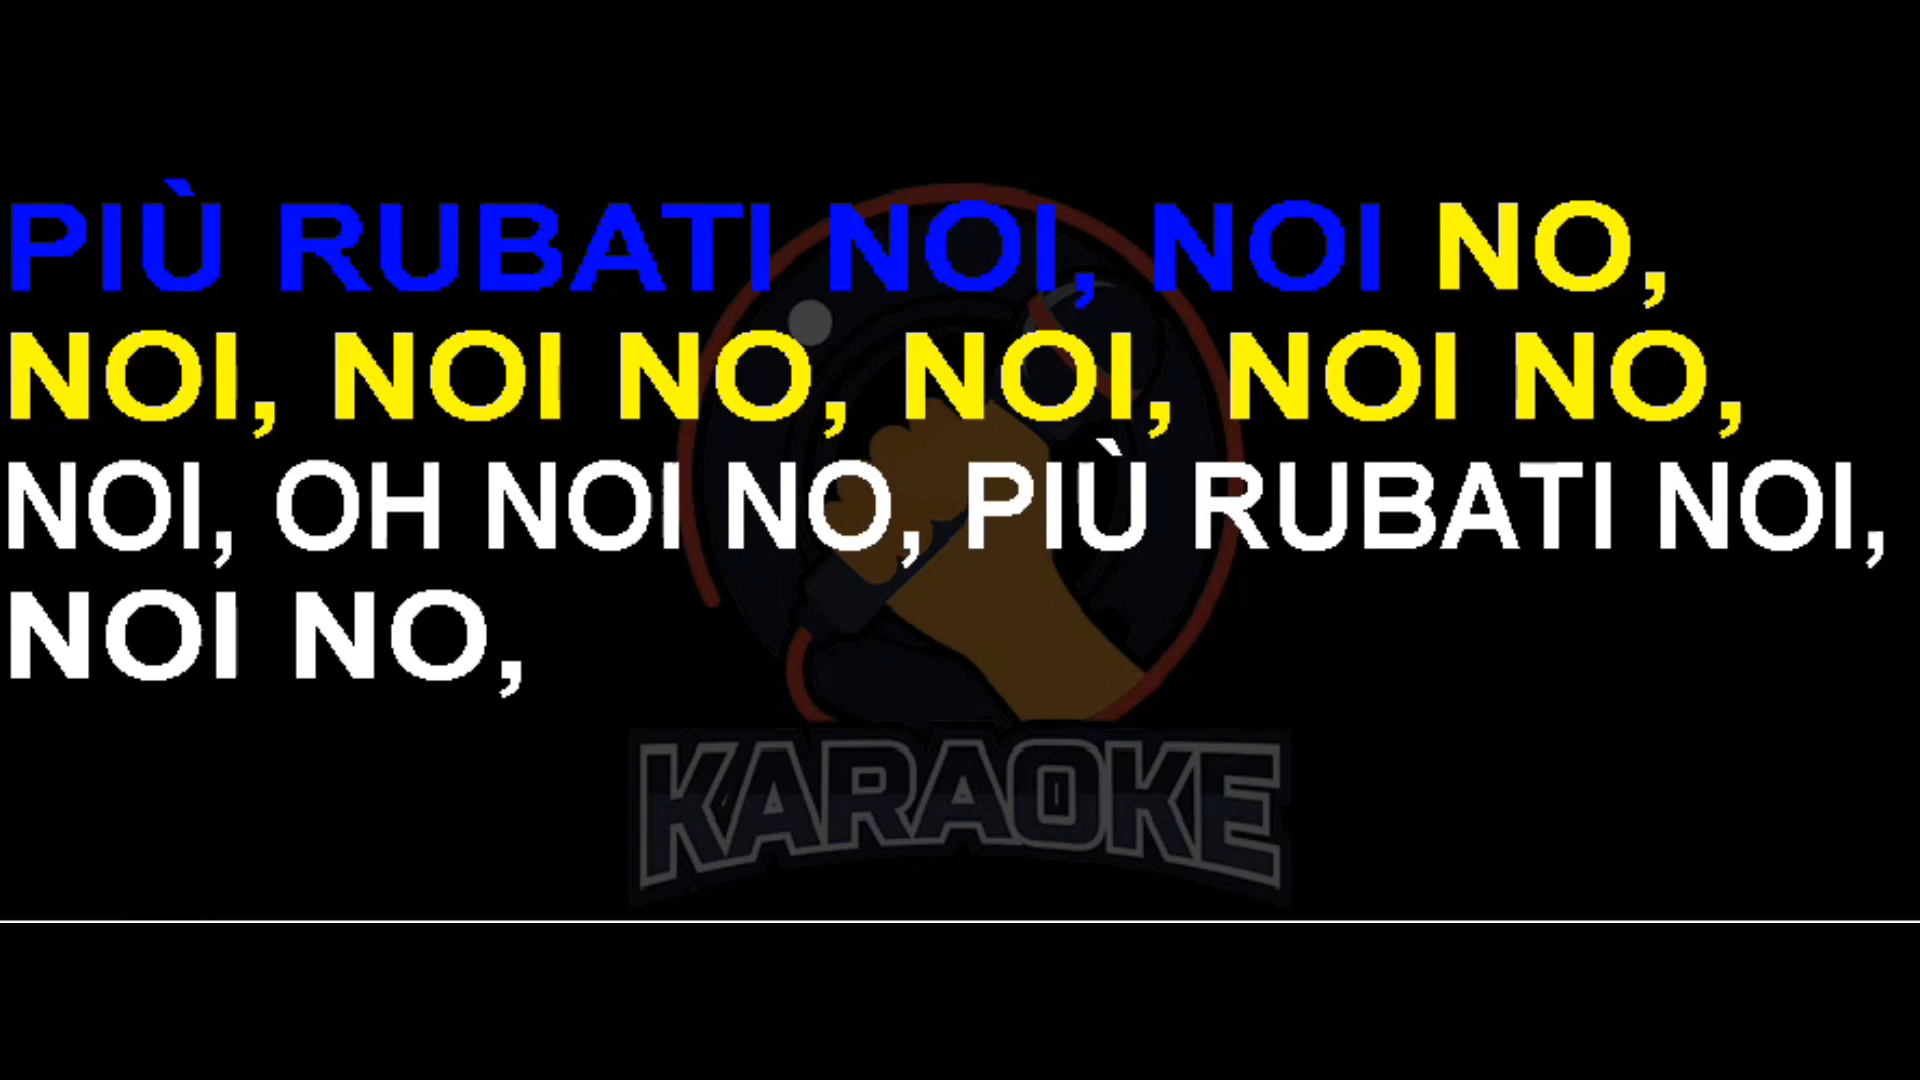 PIÙ RUBATI NOI, NOI NO,
NOI, NOI NO, NOI, NOI NO,
NOI, OH NOI NO, PIÙ RUBATI NOI,
NOI NO,
KARAOKE